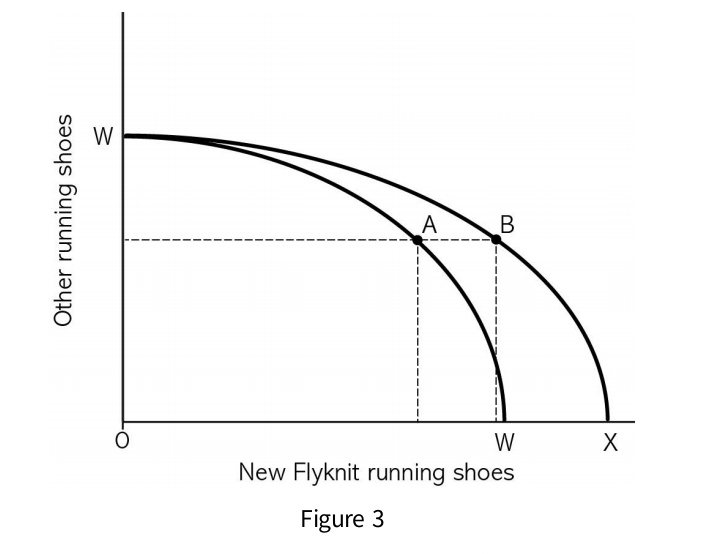 Other running shoes
W
A
B
O
W
X
New Flyknit running shoes
Figure 3